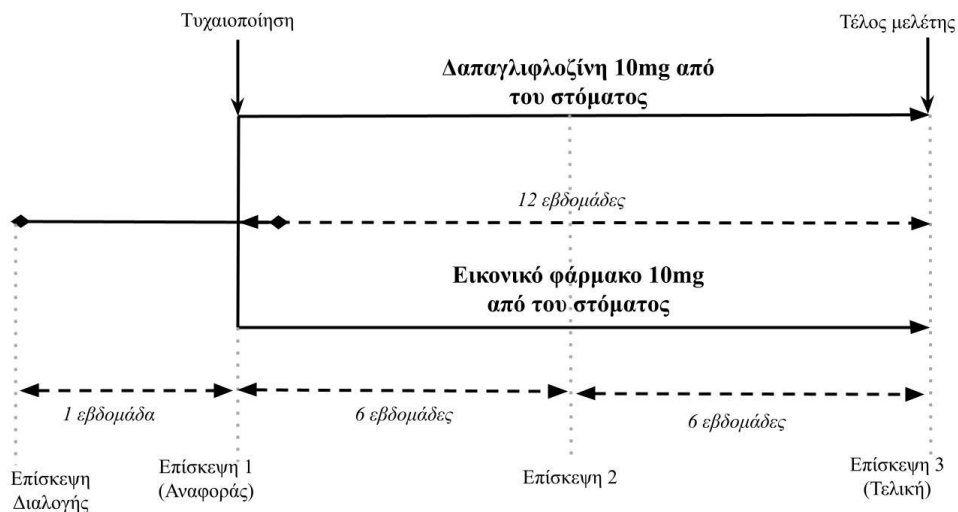 Τυχαιοποίηση
Τέλος μελέτης
Δαπαγλιφλοζίνη 10mg από
του στόματος
12 εβδομάδες
Εικονικό φάρμακο 10mg
από του στόματος
1 εβδομάδα
6 εβδομάδες
6 εβδομάδες
Επίσκεψη
Διαλογής
Επίσκεψη 1
(Αναφοράς)
Επίσκεψη 2
Επίσκεψη 3
(Τελική)